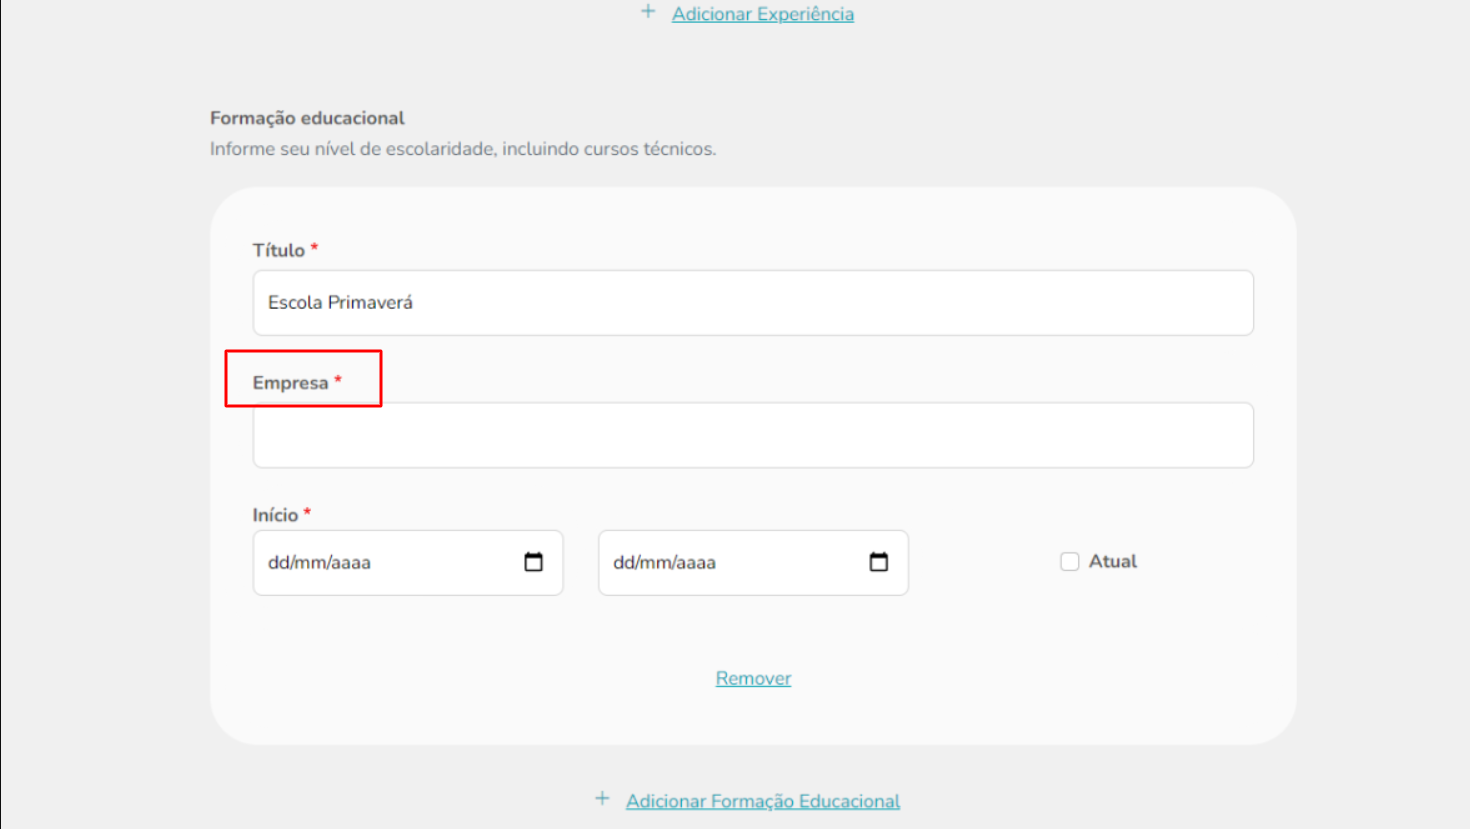 + Adicionar Experiência
Formação educacional
Informe seu nível de escolaridade, incluindo cursos técnicos.
Título *
Escola Primaverá
Empresa *
Início *
dd/mm/aaaa dd/mm/aaaa Atual
Remover
+ Adicionar Formação Educacional